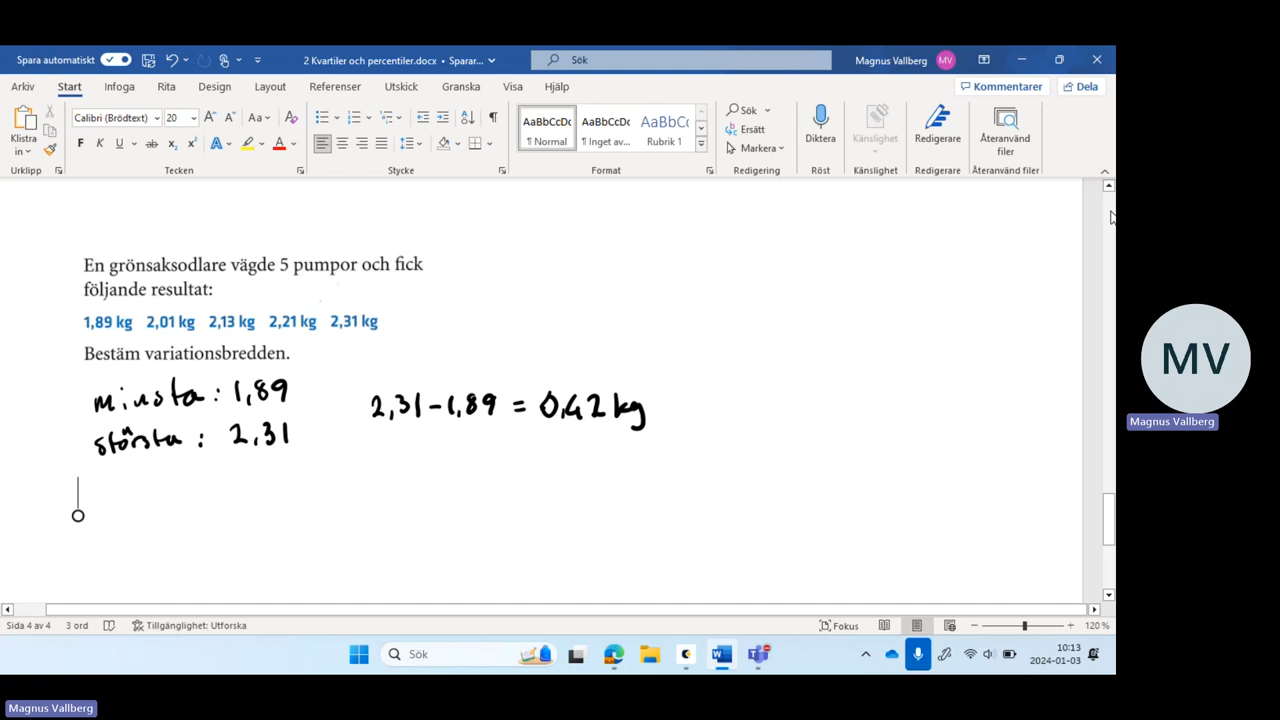 Spara automatiskt
2 Kvartiler och percentiler.docx • Sparar...
Sök
Magnus Vallberg MV
Arkiv Start Infoga Rita Design Layout Referenser Utskick Granska Visa Hjälp
Kommentarer Dela
Klistra in
Calibri (Brödtext) 20
F K U
AaBbCcDc AaBbCcDc AaBbCc
¶ Normal ¶ Inget av... Rubrik 1
Sök
Ersätt
Markera
Diktera
Känslighet
Redigerare
Återanvänd filer
Urklipp Tecken Stycke Format Redigering Röst Känslighet Redigerare Återanvänd filer
En grönsaksodlare vägde 5 pumpor och fick
följande resultat:
1,89 kg 2,01 kg 2,13 kg 2,21 kg 2,31 kg
Bestäm variationsbredden.
minsta : 1,89
största : 2,31
2,31 - 1,89 = 0,42 kg
MV
Magnus Vallberg
Sida 4 av 4 3 ord Tillgänglighet: Utforska
Fokus
120 %
Sök
10:13
2024-01-03
Magnus Vallberg